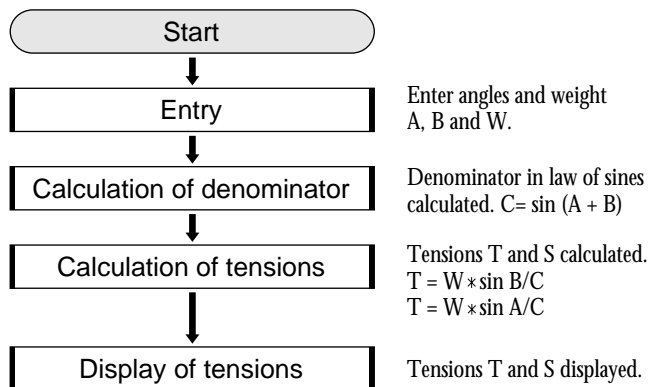 Start
Entry
Enter angles and weight
A, B and W.
Calculation of denominator
Denominator in law of sines
calculated. C= sin (A + B)
Calculation of tensions
Tensions T and S calculated.
T = W * sin B/C
T = W * sin A/C
Display of tensions
Tensions T and S displayed.